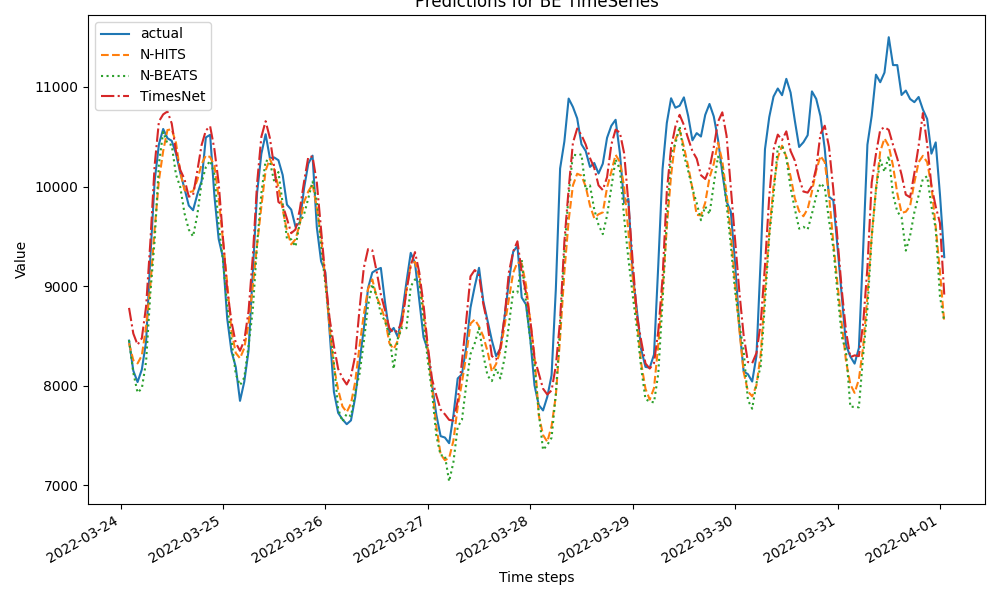 Predictions for BE TimeSeries
actual
N-HITS
N-BEATS
TimesNet
Value
11000
10000
9000
8000
7000
2022-03-24
2022-03-25
2022-03-26
2022-03-27
2022-03-28
2022-03-29
2022-03-30
2022-03-31
2022-04-01
Time steps